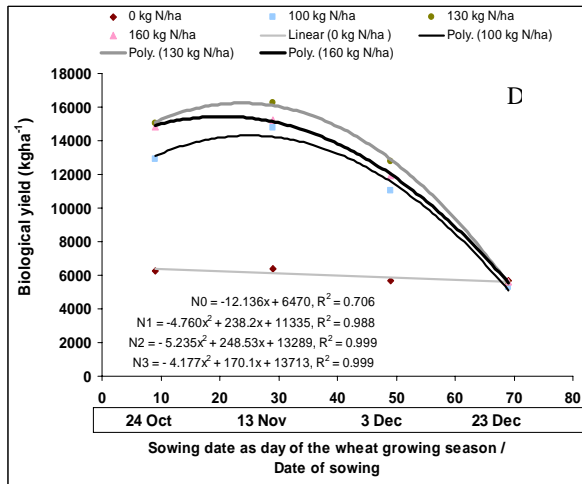 0 kg N/ha 100 kg N/ha 130 kg N/ha
160 kg N/ha Linear (0 kg N/ha ) Poly. (100 kg N/ha)
Poly. (130 kg N/ha) Poly. (160 kg N/ha)
D
Biological yield (kgha-1)
18000
16000
14000
12000
10000
8000
6000
4000
2000
0
N0 = -12.136x + 6470, R2 = 0.706
N1 = -4.760x2 + 238.2x + 11335, R2 = 0.988
N2 = - 5.235x2 + 248.53x + 13289, R2 = 0.999
N3 = - 4.177x2 + 170.1x + 13713, R2 = 0.999
0 10 20 30 40 50 60 70 80
24 Oct 13 Nov 3 Dec 23 Dec
Sowing date as day of the wheat growing season /
Date of sowing